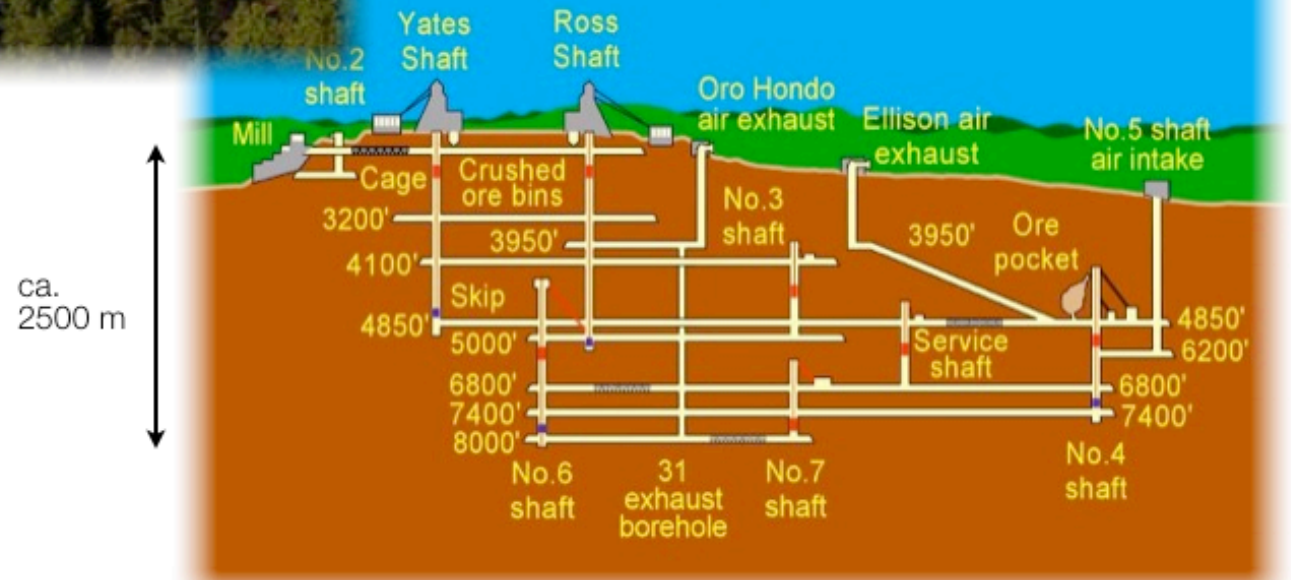 Yates
Shaft
Ross
Shaft
No.2
shaft
Oro Hondo
air exhaust
Ellison air
exhaust
No.5 shaft
air intake
Mill
Cage
Crushed
ore bins
No.3
shaft
3200'
3950'
3950'
Ore
pocket
4100'
ca.
2500 m
Skip
4850'
4850'
5000'
Service
shaft
6200'
6800'
6800'
7400'
7400'
8000'
No.6
shaft
31
exhaust
borehole
No.7
shaft
No.4
shaft